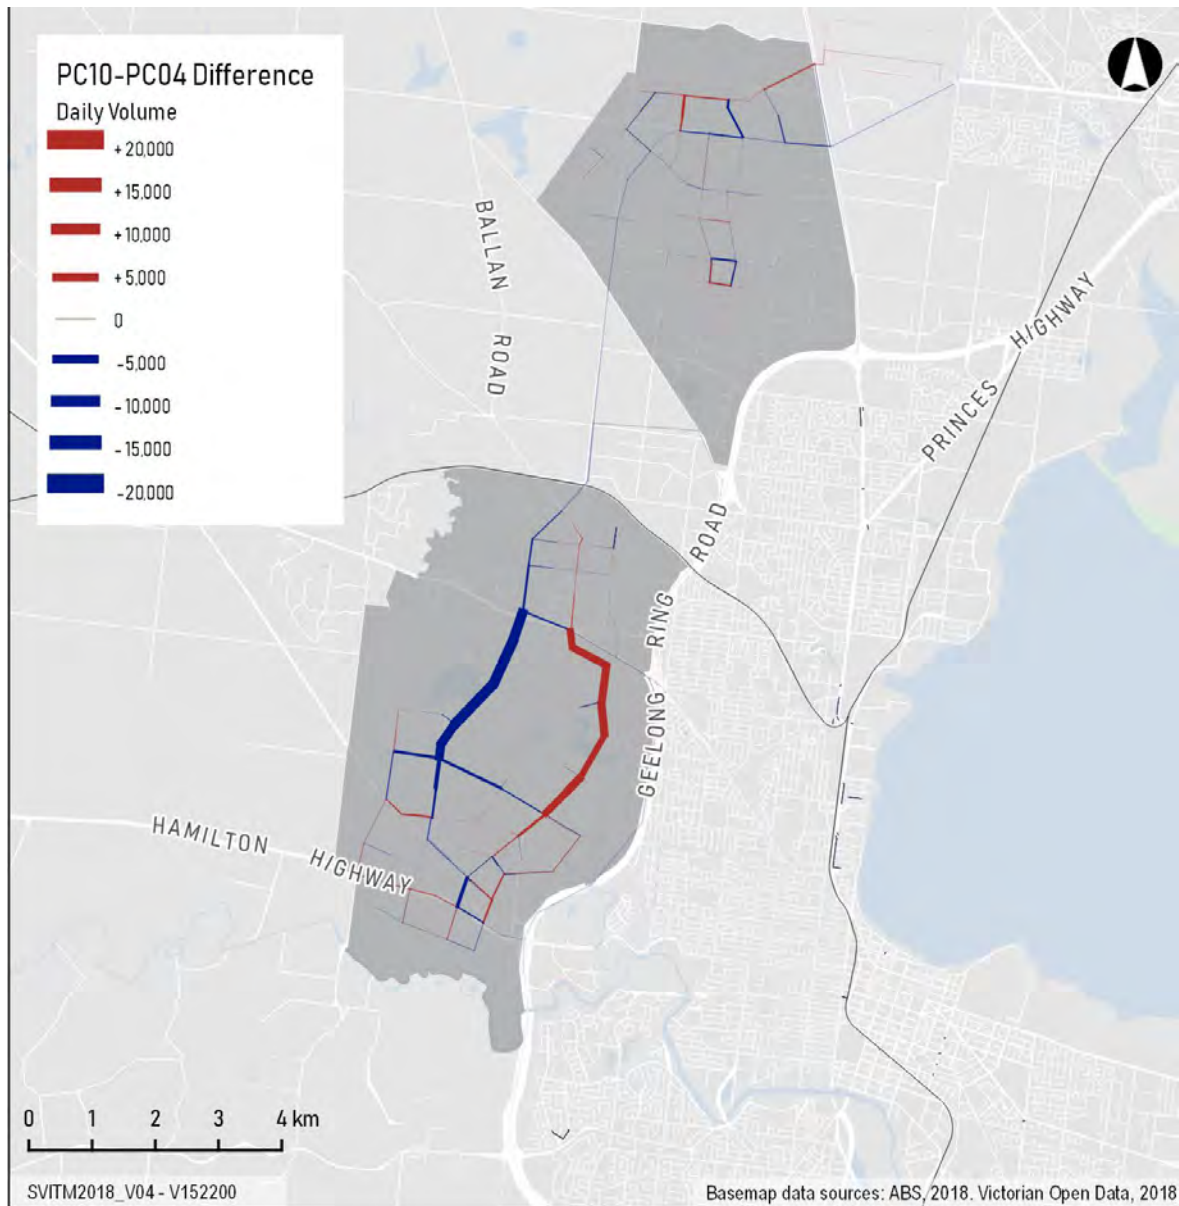 PC10-PC04 Difference
Daily Volume
+20,000
+15,000
+10,000
+5,000
0
-5,000
-10,000
-15,000
-20,000
BALLAN
ROAD
PRINCES
HIGHWAY
GEELONG
RING
ROAD
HAMILTON
HIGHWAY
0 1 2 3 4 km
SVITM2018_V04 - V152200
Basemap data sources: ABS, 2018. Victorian Open Data, 2018